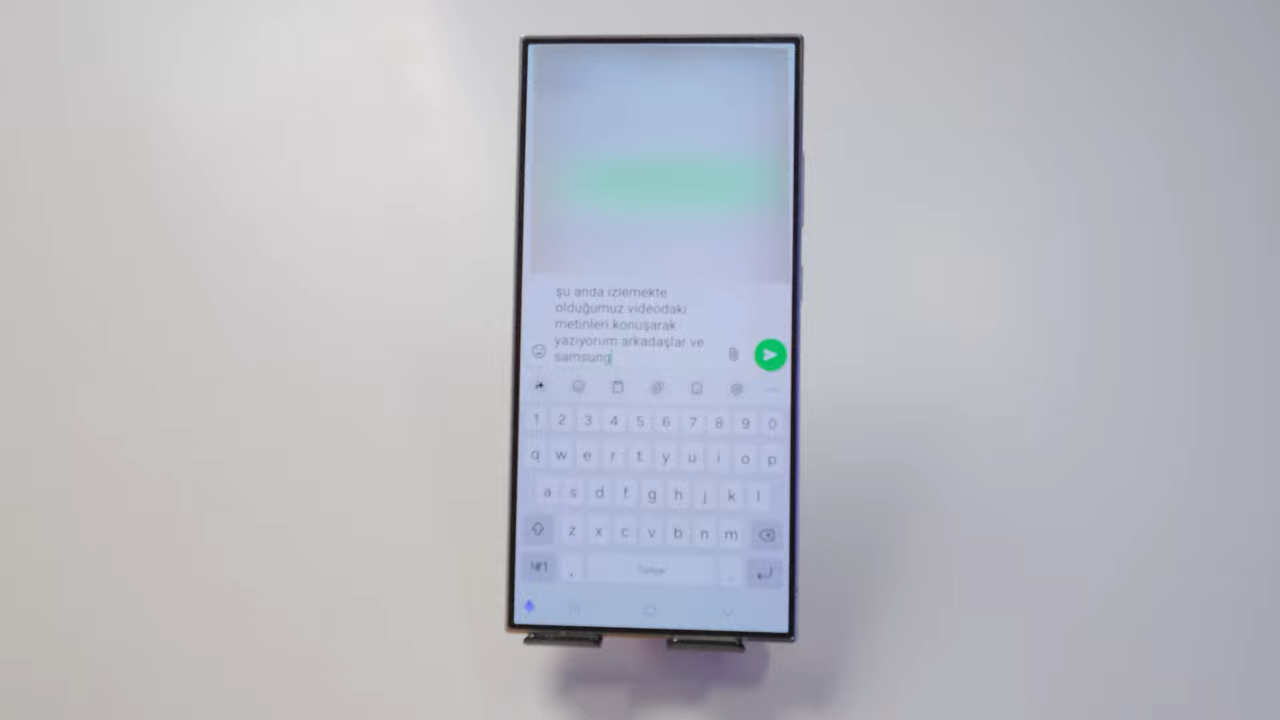 şu anda izlemekte
olduğumuz videodaki
metinleri konuşarak
yazıyorum arkadaşlar ve
samsung
1 2 3 4 5 6 7 8 9 0
q w e r t y u i o p
a s d f g h j k l
z x c v b n m
!#1 , Türkçe .